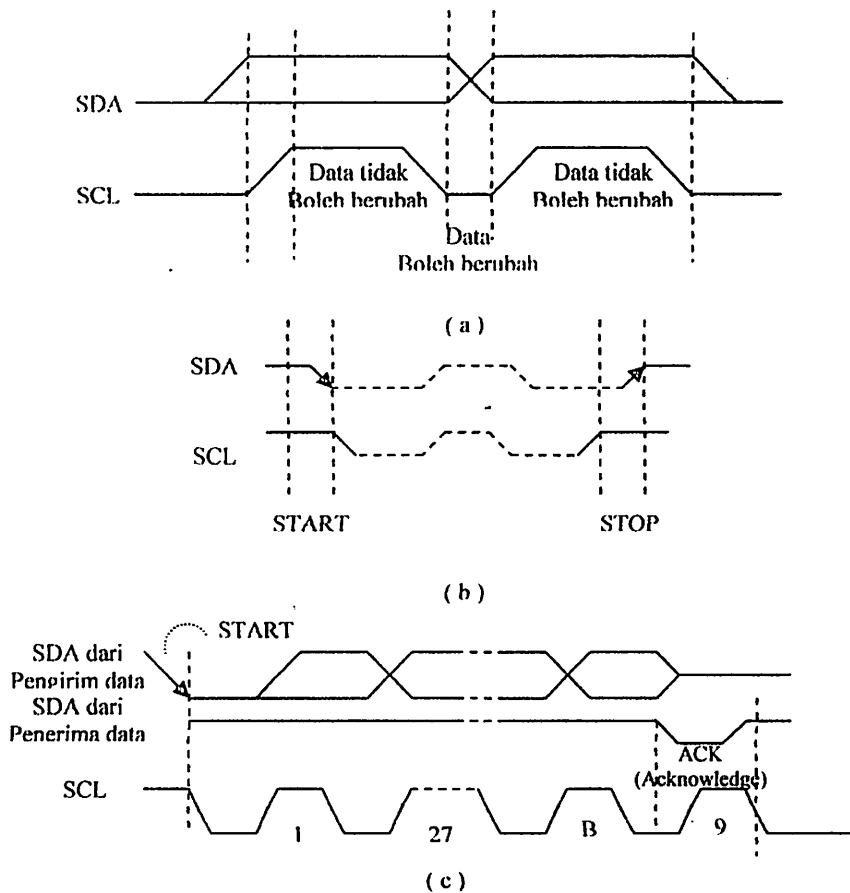 SDA
SCL
Data tidak
Boleh berubah
Data tidak
Boleh berubah
Data
Boleh berubah
( a )
SDA
SCL
START
STOP
( b )
START
SDA dari
Pengirim data
SDA dari
Penerima data
ACK
(Acknowledge)
SCL
1
27
B
9
( c )